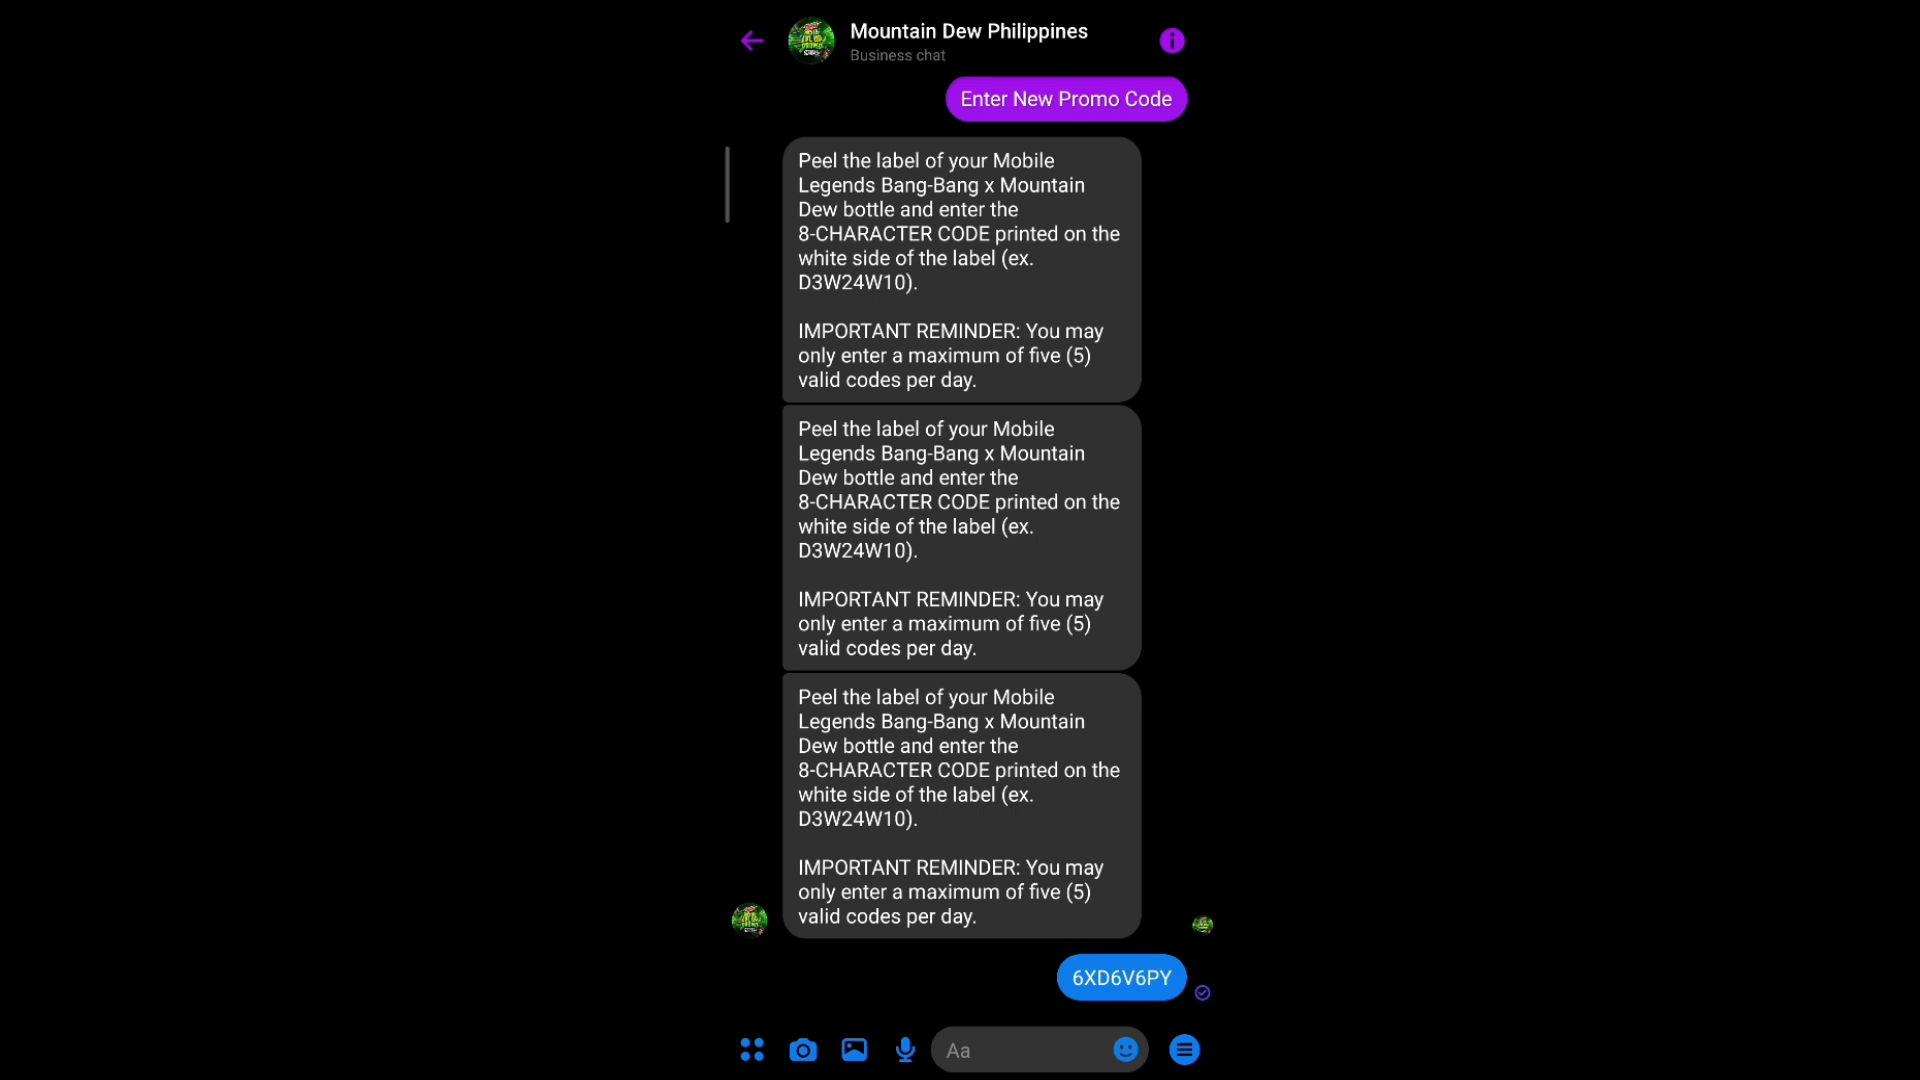 Mountain Dew Philippines
Business chat
Enter New Promo Code
Peel the label of your Mobile
Legends Bang-Bang x Mountain
Dew bottle and enter the
8-CHARACTER CODE printed on the
white side of the label (ex.
D3W24W10).
IMPORTANT REMINDER: You may
only enter a maximum of five (5)
valid codes per day.
Peel the label of your Mobile
Legends Bang-Bang x Mountain
Dew bottle and enter the
8-CHARACTER CODE printed on the
white side of the label (ex.
D3W24W10).
IMPORTANT REMINDER: You may
only enter a maximum of five (5)
valid codes per day.
Peel the label of your Mobile
Legends Bang-Bang x Mountain
Dew bottle and enter the
8-CHARACTER CODE printed on the
white side of the label (ex.
D3W24W10).
IMPORTANT REMINDER: You may
only enter a maximum of five (5)
valid codes per day.
6XD6V6PY
Aa